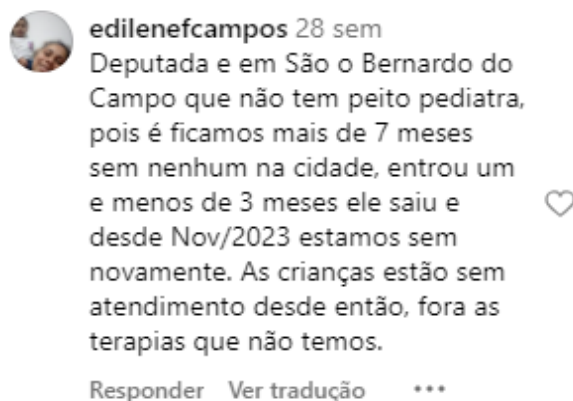 edilenefcampos 28 sem
Deputada e em São o Bernardo do
Campo que não tem peito pediatra,
pois é ficamos mais de 7 meses
sem nenhum na cidade, entrou um
e menos de 3 meses ele saiu e
desde Nov/2023 estamos sem
novamente. As crianças estão sem
atendimento desde então, fora as
terapias que não temos.
Responder Ver tradução •••